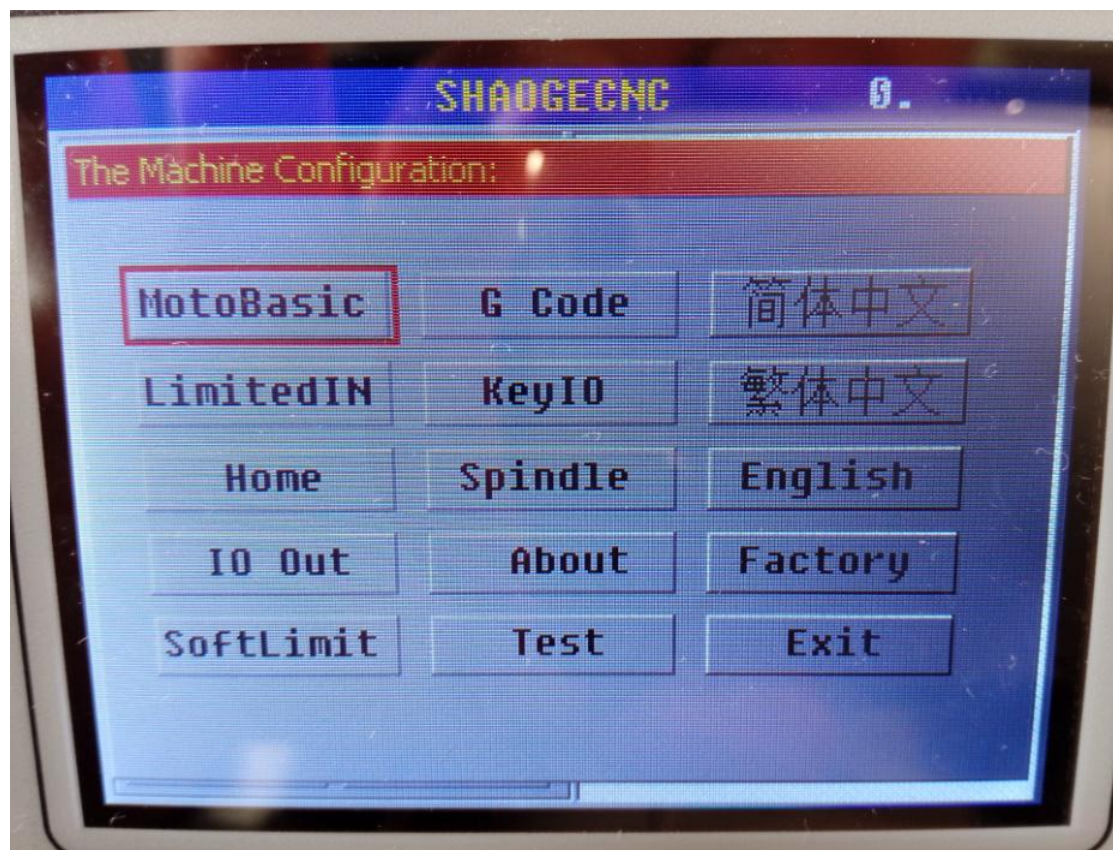 SHAOGECNC 0.
The Machine Configuration:
MotoBasic G Code 简体中文
LimitedIN KeyIO 繁体中文
Home Spindle English
IO Out About Factory
SoftLimit Test Exit